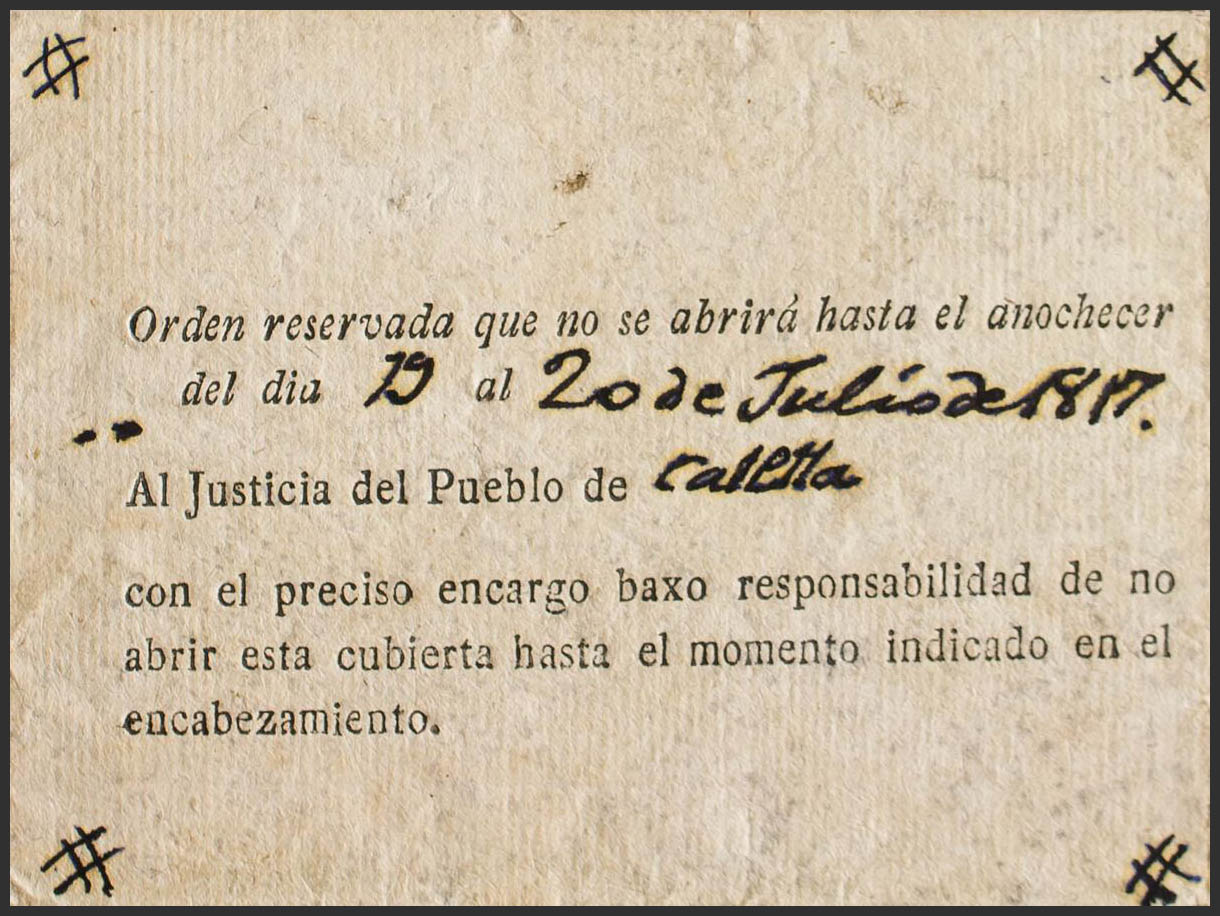 Orden reservada que no se abrirá hasta el anochecer
del dia 19 al 20 de Julio de 1817.
Al Justicia del Pueblo de
con el preciso encargo baxo responsabilidad de no
abrir esta cubierta hasta el momento indicado en el
encabezamiento.